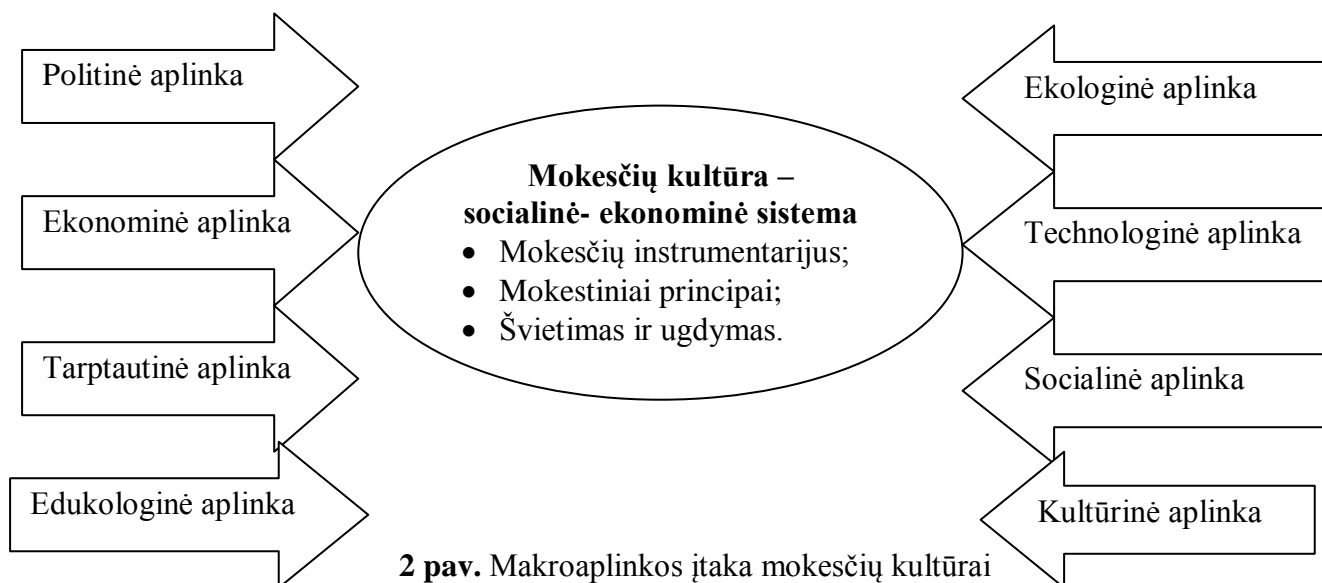 Politinė aplinka
Ekonominė aplinka
Tarptautinė aplinka
Edukologinė aplinka
Mokesčių kultūra –
socialinė- ekonominė sistema
• Mokesčių instrumentarijus;
• Mokestiniai principai;
• Švietimas ir ugdymas.
Ekologinė aplinka
Technologinė aplinka
Socialinė aplinka
Kultūrinė aplinka
2 pav. Makroaplinkos įtaka mokesčių kultūrai